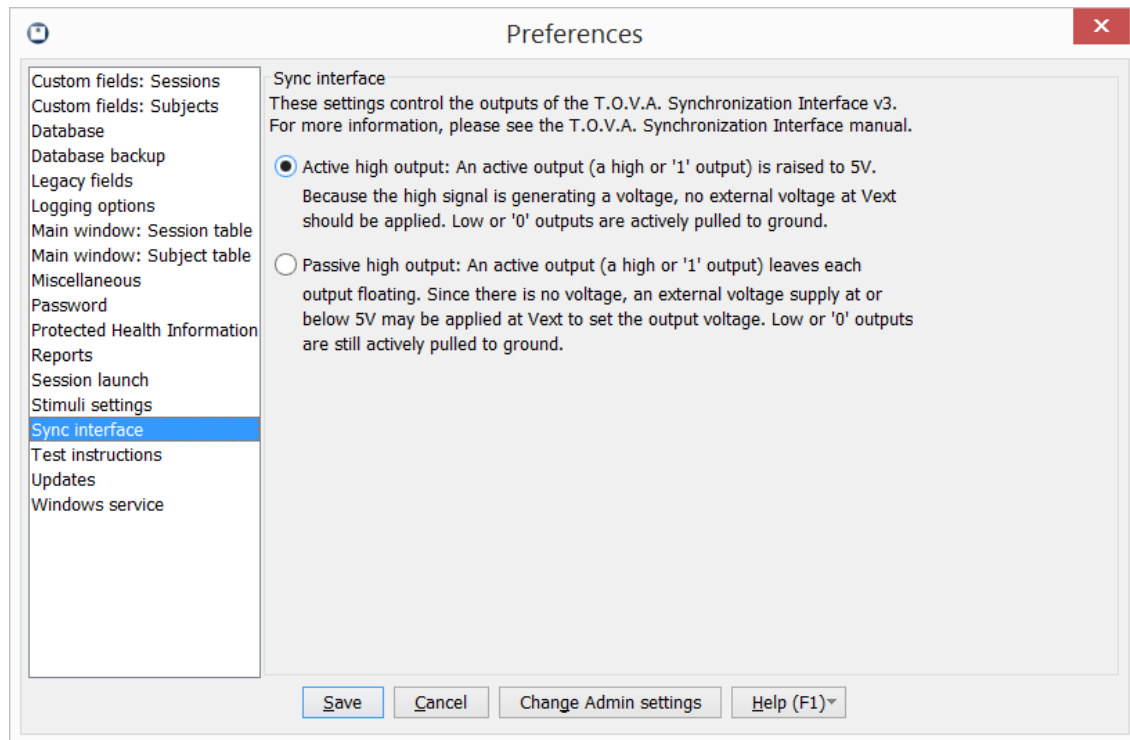 Preferences
Custom fields: Sessions
Custom fields: Subjects
Database
Database backup
Legacy fields
Logging options
Main window: Session table
Main window: Subject table
Miscellaneous
Password
Protected Health Information
Reports
Session launch
Stimuli settings
Sync interface
Test instructions
Updates
Windows service
Sync interface
These settings control the outputs of the T.O.V.A. Synchronization Interface v3.
For more information, please see the T.O.V.A. Synchronization Interface manual.
Active high output: An active output (a high or '1' output) is raised to 5V.
Because the high signal is generating a voltage, no external voltage at Vext
should be applied. Low or '0' outputs are actively pulled to ground.
Passive high output: An active output (a high or '1' output) leaves each
output floating. Since there is no voltage, an external voltage supply at or
below 5V may be applied at Vext to set the output voltage. Low or '0' outputs
are still actively pulled to ground.
Save
Cancel
Change Admin settings
Help (F1)